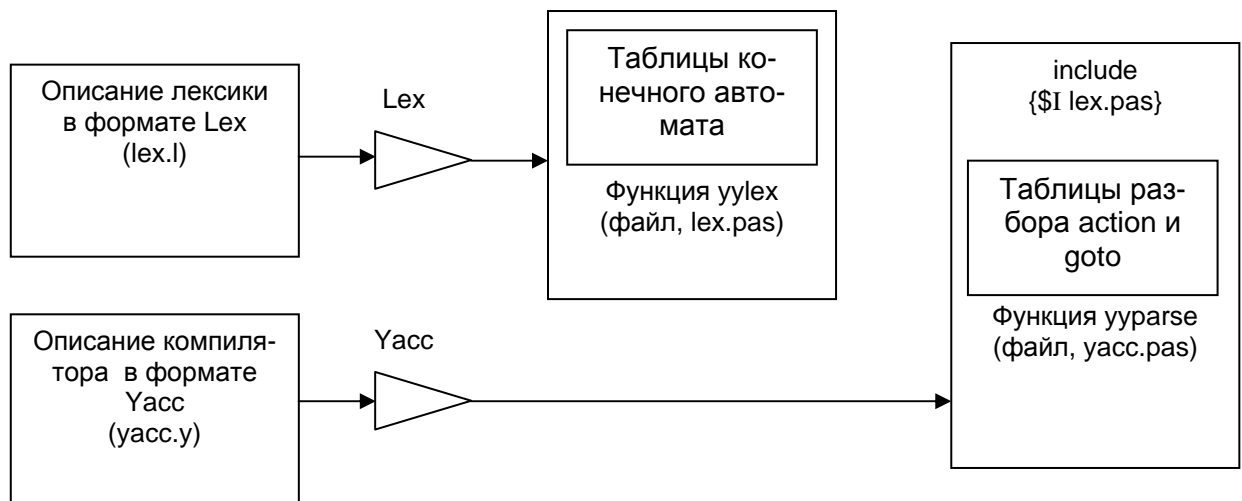 Описание лексики
в формате Lex
(lex.l)
Lex
Таблицы ко-
нечного авто-
мата
Функция yylex
(файл, lex.pas)
include
{$I lex.pas}
Таблицы раз-
бора action и
goto
Функция yyparse
(файл, yacc.pas)
Описание компиля-
тора в формате
Yacc
(yacc.y)
Yacc